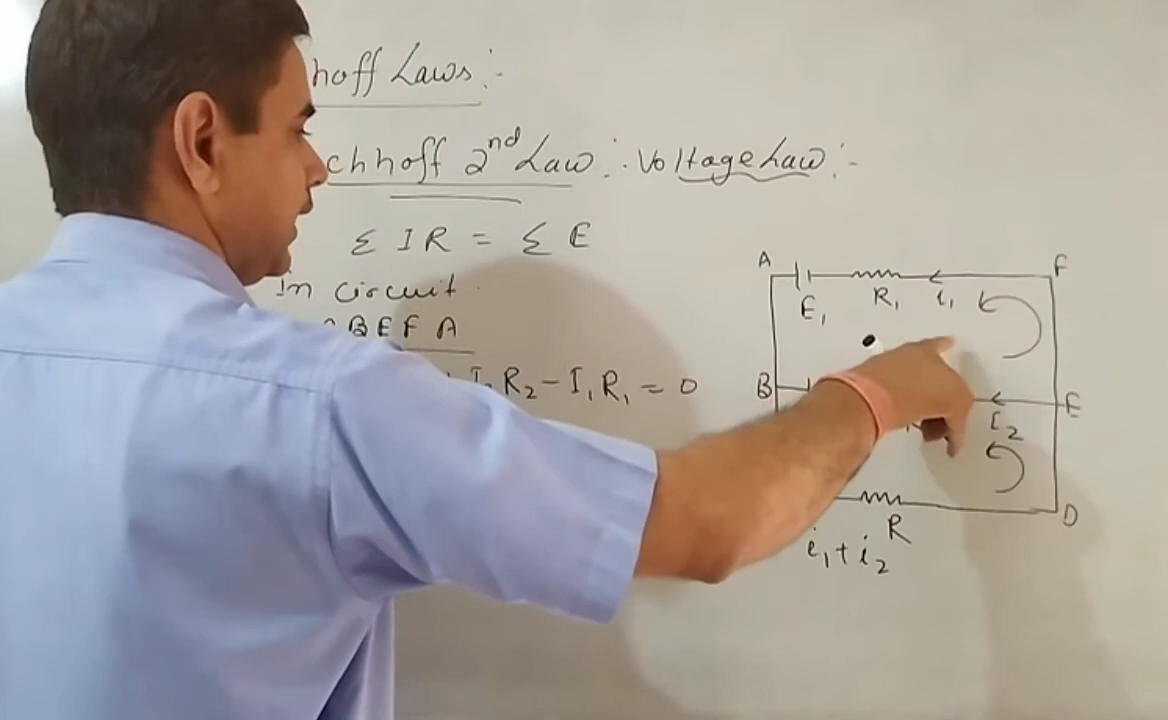 hoff Laws :-
chhoff 2nd Law : . Voltage Law :-
Σ IR = Σ E
In circuit .
BEFA
R2 - I1 R1 = 0
A
F
E1
R1
i1
B
E
I2
D
R
i1 + i2